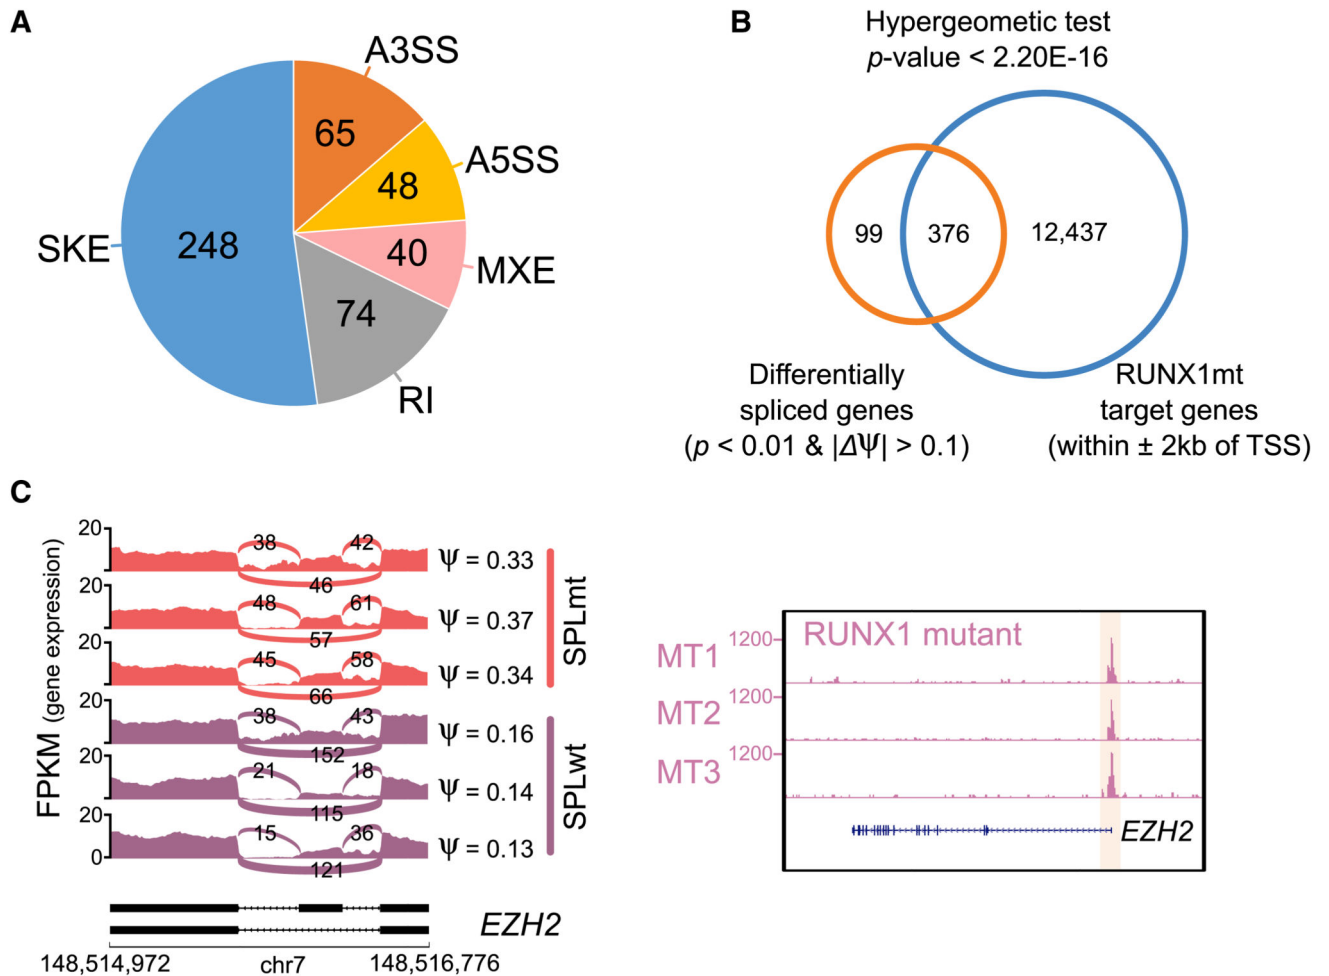 A
A3SS
65
A5SS
48
SKE
248
40
MXE
74
RI
B
Hypergeometic test
p-value < 2.20E-16
99
376
12,437
Differentially
spliced genes
(p < 0.01 & |ΔΨ| > 0.1)
RUNX1mt
target genes
(within ± 2kb of TSS)
C
FPKM (gene expression)
20
38
42
46
Ψ = 0.33
20
48
61
57
Ψ = 0.37
20
45
58
66
Ψ = 0.34
SPLmt
20
38
43
152
Ψ = 0.16
20
21
18
115
Ψ = 0.14
20
15
36
0
121
Ψ = 0.13
SPLwt
EZH2
148,514,972
chr7
148,516,776
RUNX1 mutant
MT1
1200
MT2
1200
MT3
1200
EZH2